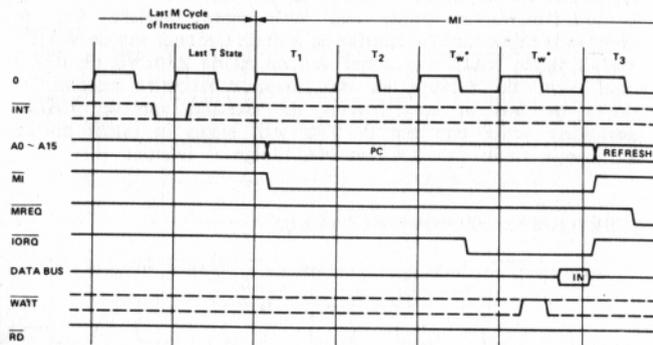 Last M Cycle
of Instruction
MI
Last T State
T1
T2
Tw*
Tw*
T3
0
INT
A0 ~ A15
PC
REFRESH
MI
MREQ
IORQ
DATA BUS
IN
WATT
RD